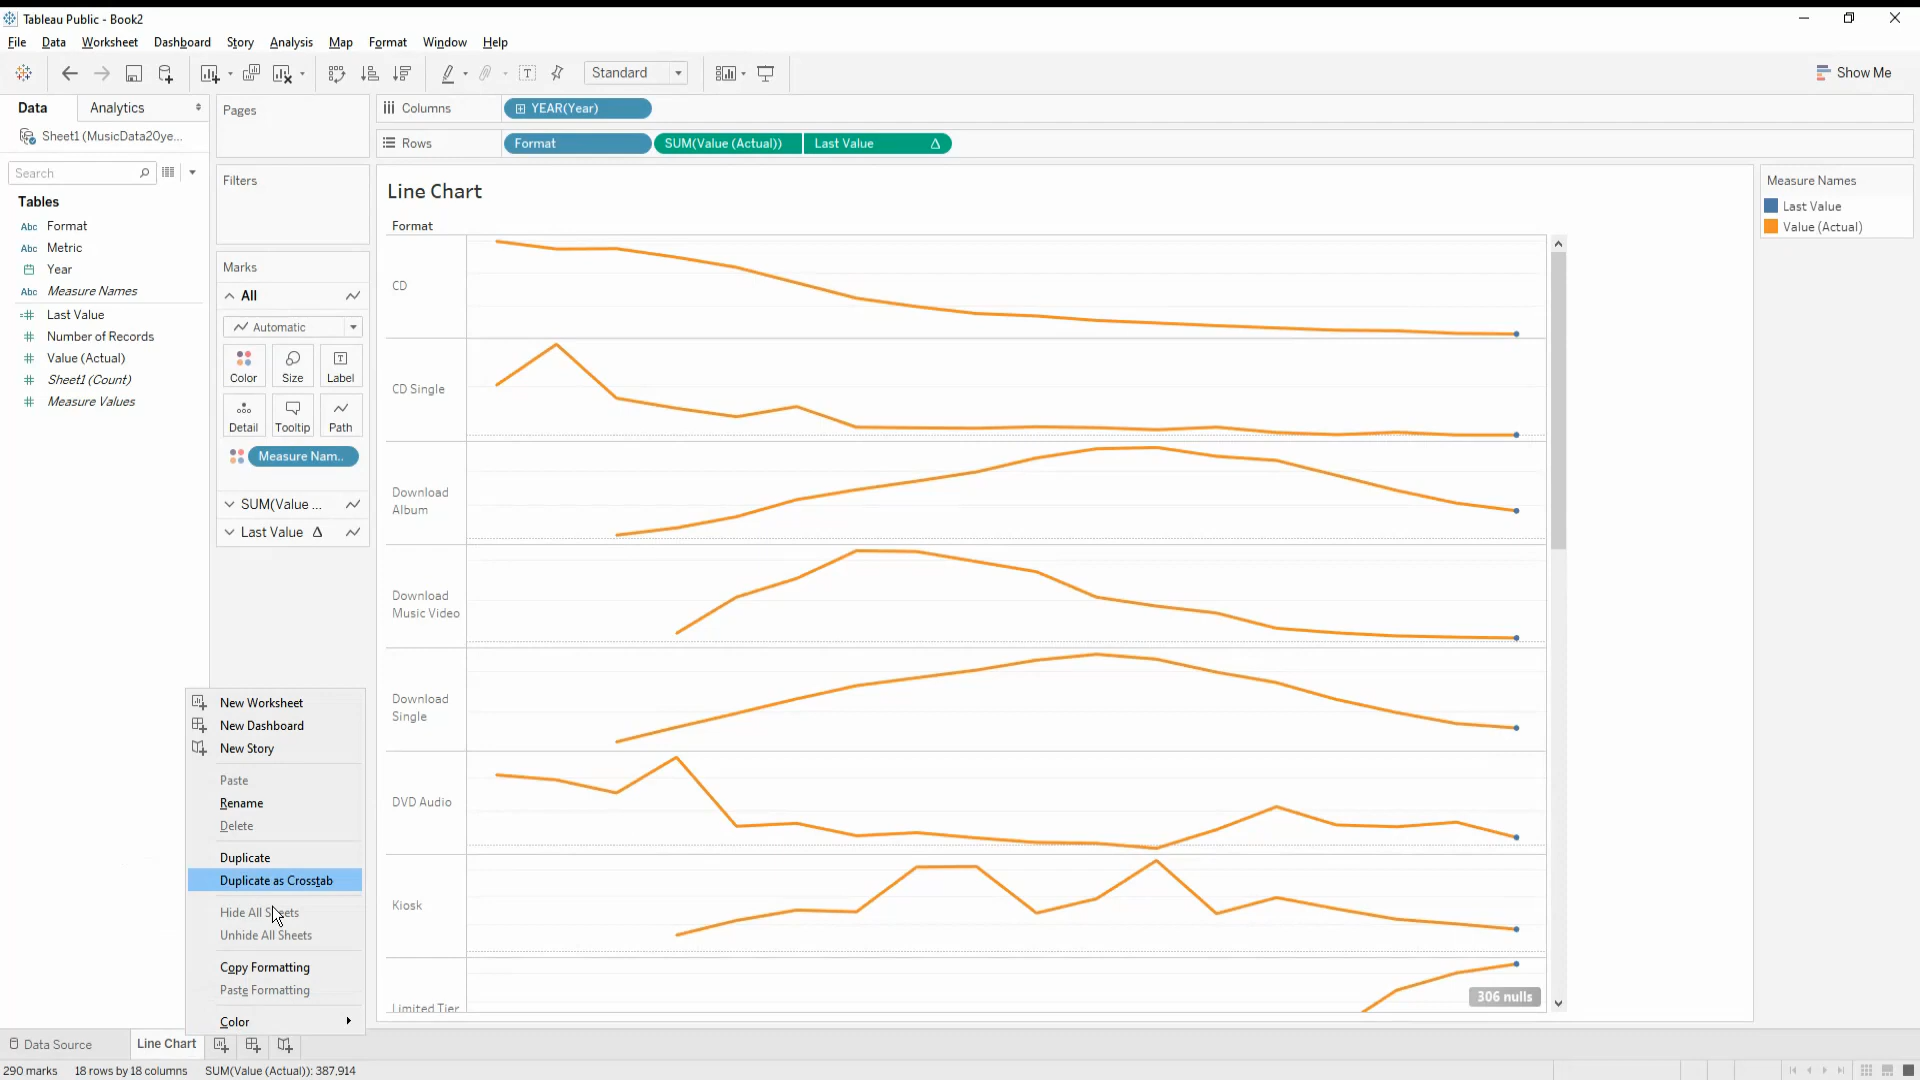 Tableau Public - Book2
File Data Worksheet Dashboard Story Analysis Map Format Window Help
Standard
Show Me
Data Analytics
Pages
Columns YEAR(Year)
Sheet1 (MusicData20ye...
Rows Format SUM(Value (Actual)) Last Value Δ
Search
Filters
Tables
Abc Format
Abc Metric
Year
Abc Measure Names
Last Value
Number of Records
Value (Actual)
Sheet1 (Count)
Measure Values
Marks
All
Automatic
Color Size Label
Detail Tooltip Path
Measure Nam..
SUM(Value ...
Last Value Δ
Line Chart
Format
CD
CD Single
Download
Album
Download
Music Video
Download
Single
DVD Audio
Kiosk
Limited Tier
306 nulls
Measure Names
Last Value
Value (Actual)
New Worksheet
New Dashboard
New Story
Paste
Rename
Delete
Duplicate
Duplicate as Crosstab
Hide All Sheets
Unhide All Sheets
Copy Formatting
Paste Formatting
Color
Data Source Line Chart
290 marks 18 rows by 18 columns SUM(Value (Actual)): 387,914